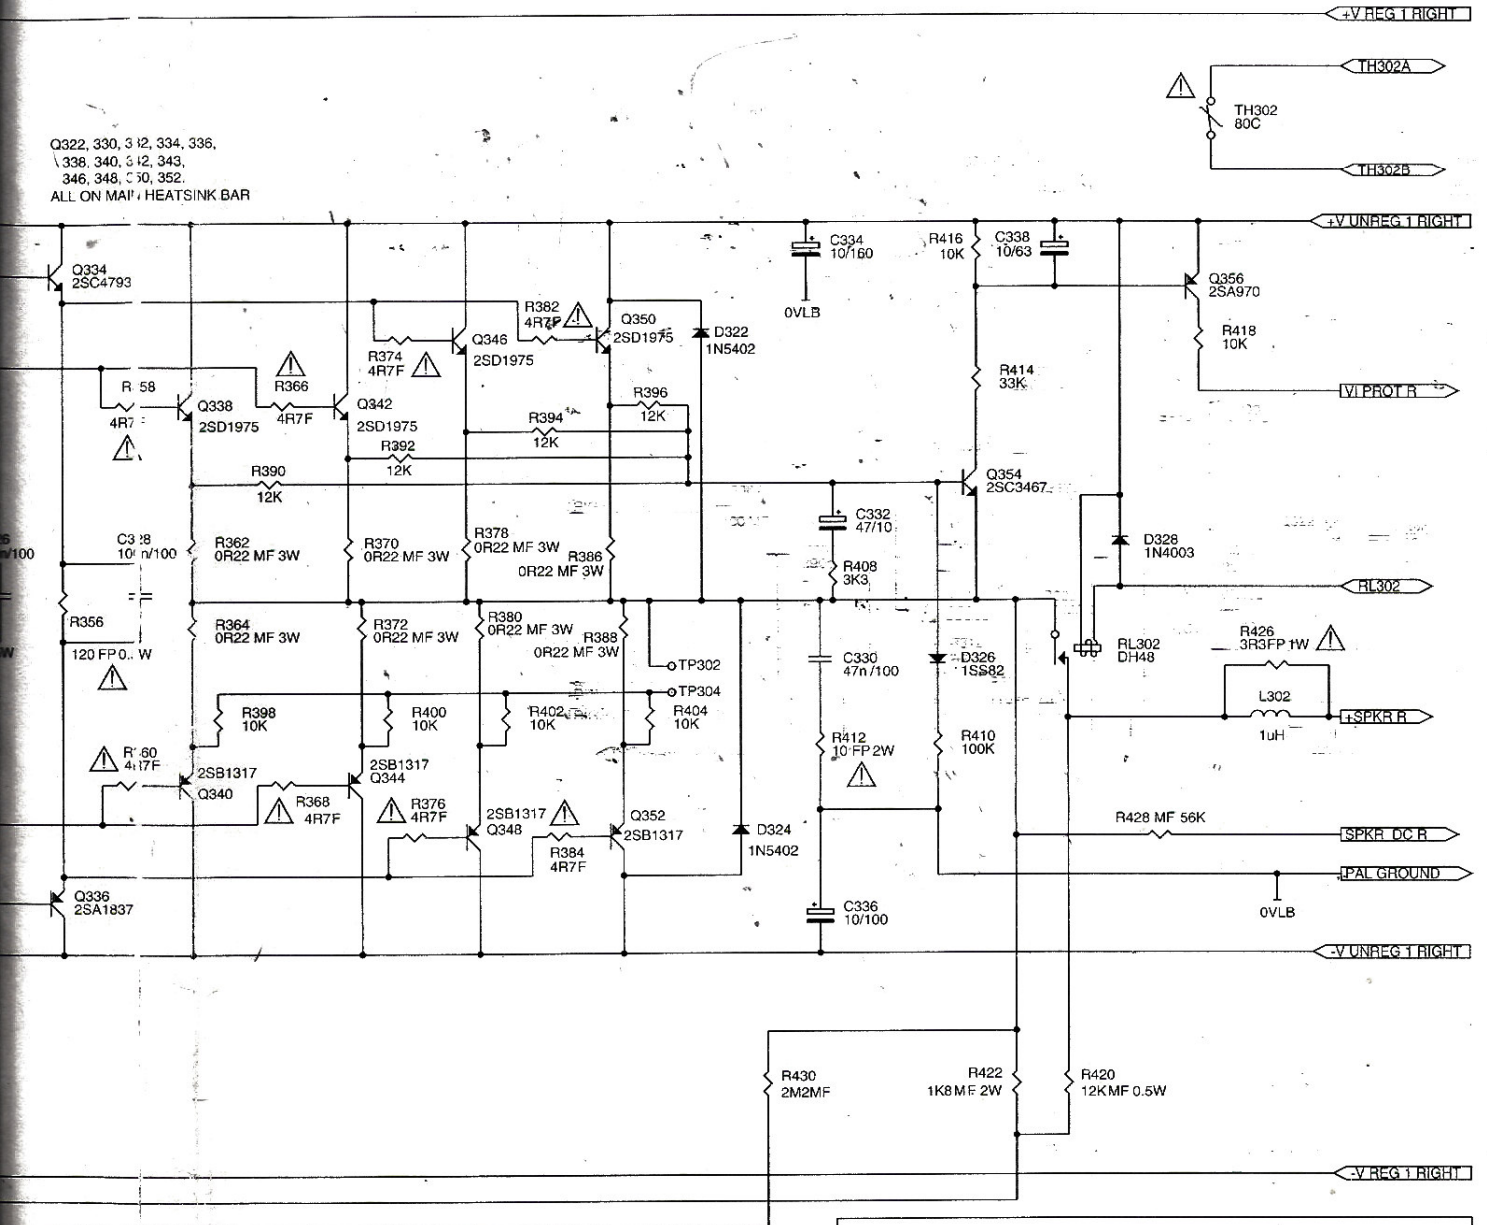 +V REG 1 RIGHT
TH302A
TH302
80C
TH302B
Q322, 330, 332, 334, 336,
338, 340, 342, 343,
346, 348, 350, 352.
ALL ON MAIN HEATSINK BAR
+V UNREG 1 RIGHT
Q334
2SC4793
C334
10/160
0VLB
R416
10K
C338
10/63
Q356
2SA970
R418
10K
VI PROT R
R382
4R7F
Q350
2SD1975
D322
1N5402
R374
4R7F
Q346
2SD1975
R414
33K
R366
4R7F
Q338
2SD1975
Q342
2SD1975
R396
12K
R394
12K
R392
12K
R390
12K
Q354
2SC3467
C332
47/10
R408
3K3
D328
1N4003
RL302
n/100
R362
0R22 MF 3W
R370
0R22 MF 3W
R378
0R22 MF 3W
R386
0R22 MF 3W
R356
R364
0R22 MF 3W
R372
0R22 MF 3W
R380
0R22 MF 3W
R388
0R22 MF 3W
TP302
TP304
C330
47n/100
D326
1SS82
RL302
DH48
R426
3R3FP 1W
L302
1uH
+SPKR R
R398
10K
R400
10K
R402
10K
R404
10K
R412
10 FP 2W
R410
100K
2SB1317
Q340
2SB1317
Q344
R368
4R7F
R376
4R7F
2SB1317
Q348
Q352
2SB1317
R384
4R7F
D324
1N5402
R428 MF 56K
SPKR DC R
PAL GROUND
0VLB
Q336
2SA1837
C336
10/100
-V UNREG 1 RIGHT
R430
2M2MF
R422
1K8 MF 2W
R420
12K MF 0.5W
-V REG 1 RIGHT